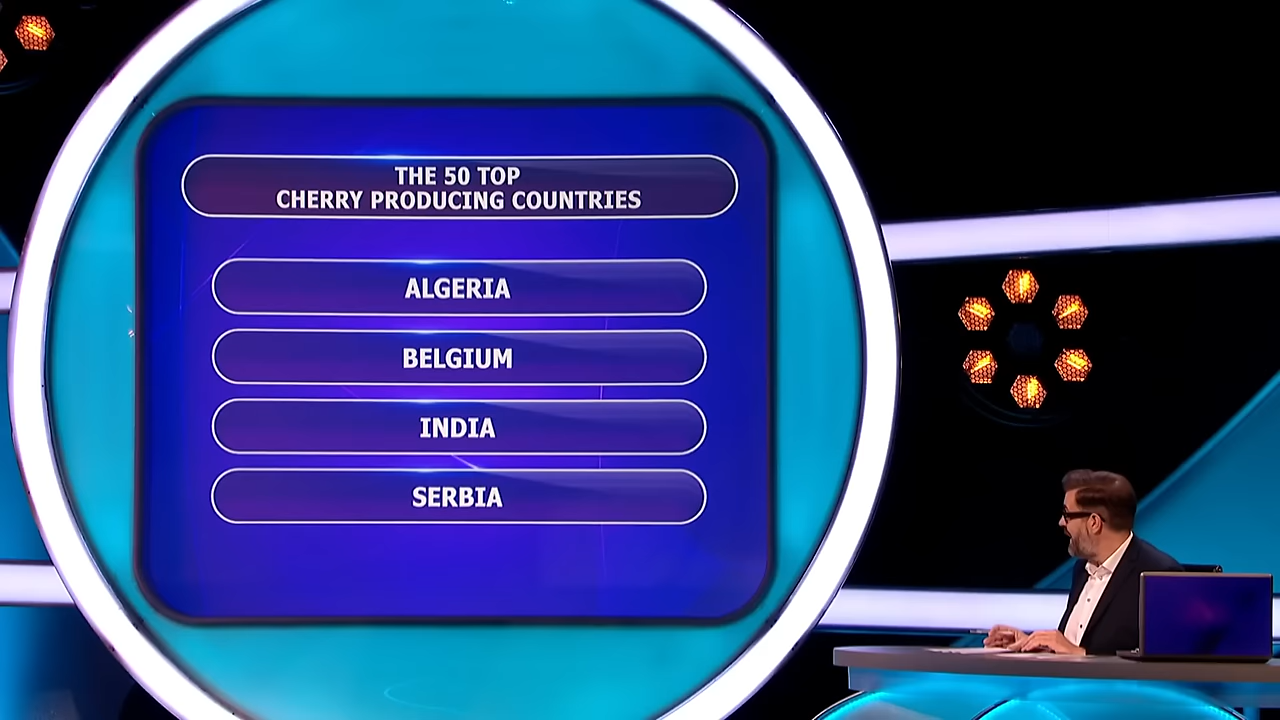 THE 50 TOP
CHERRY PRODUCING COUNTRIES
ALGERIA
BELGIUM
INDIA
SERBIA